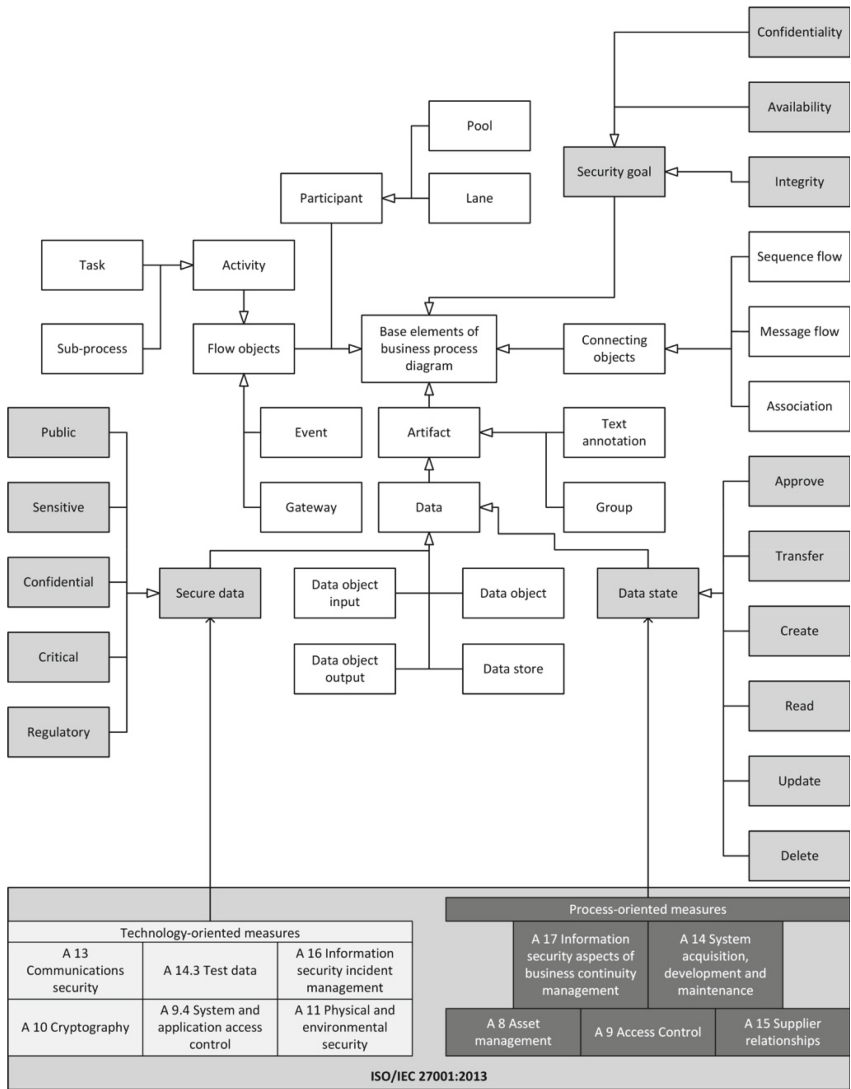 Confidentiality
Pool
Availability
Security goal
Participant
Lane
Integrity
Task
Activity
Sequence flow
Sub-process
Flow objects
Base elements of
business process
diagram
Connecting
objects
Message flow
Public
Event
Artifact
Text
annotation
Association
Sensitive
Gateway
Data
Group
Approve
Confidential
Secure data
Data object
input
Data object
Data state
Transfer
Critical
Data object
output
Data store
Create
Regulatory
Read
Update
Delete
Technology-oriented measures
A 13
Communications
security
A 14.3 Test data
A 16 Information
security incident
management
A 10 Cryptography
A 9.4 System and
application access
control
A 11 Physical and
environmental
security
Process-oriented measures
A 17 Information
security aspects of
business continuity
management
A 14 System
acquisition,
development and
maintenance
A 8 Asset
management
A 9 Access Control
A 15 Supplier
relationships
ISO/IEC 27001:2013